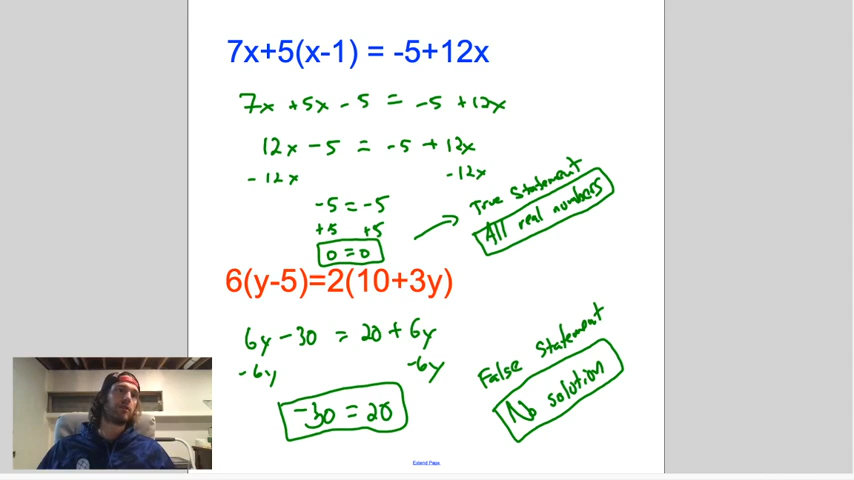 7x+5(x-1) = -5+12x
7x +5x - 5 = -5 +12x
12x - 5 = -5 + 12x
-12x -12x
-5 = -5
+5 +5
0 = 0
True Statement
All real numbers
6(y-5)=2(10+3y)
6y - 30 = 20 + 6y
-6y -6y
-30 = 20
False Statement
No solution
Extend Page